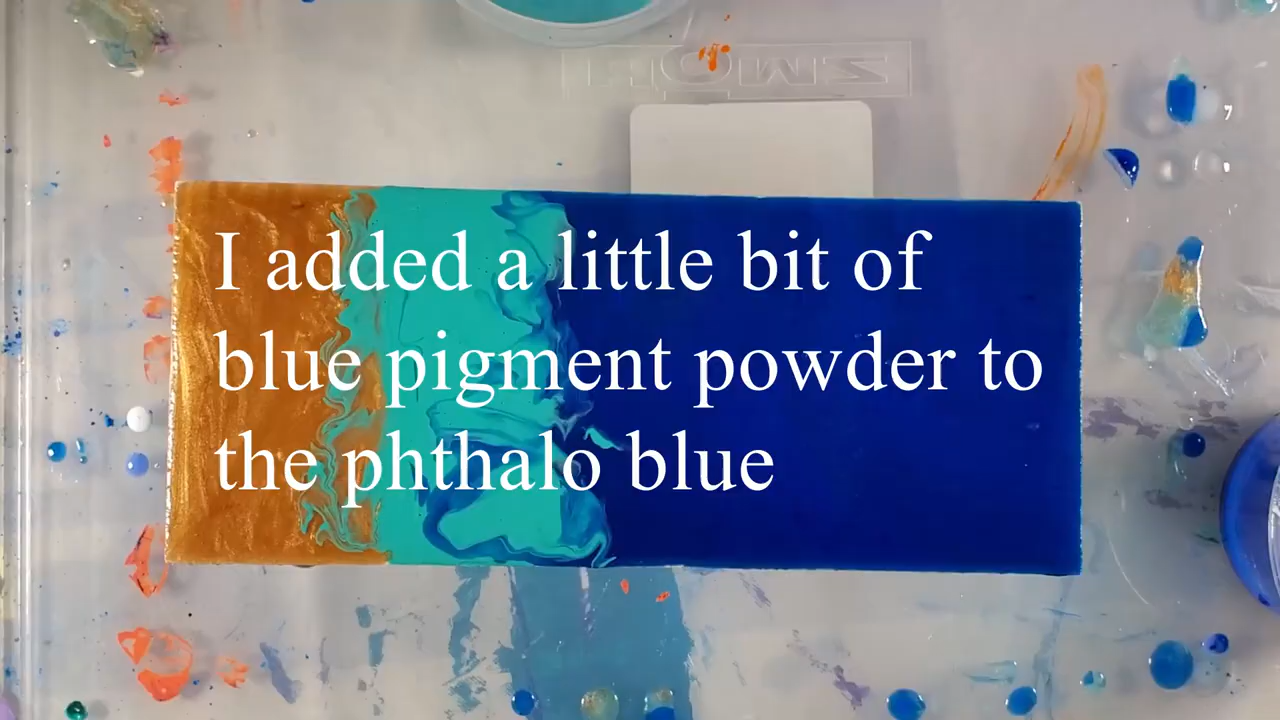 I added a little bit of
blue pigment powder to
the phthalo blue